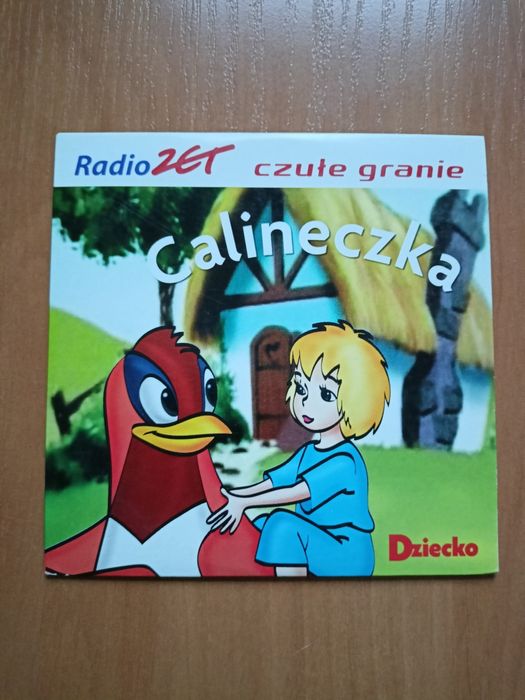 Radio ZET czułe granie
Calineczka
Dziecko